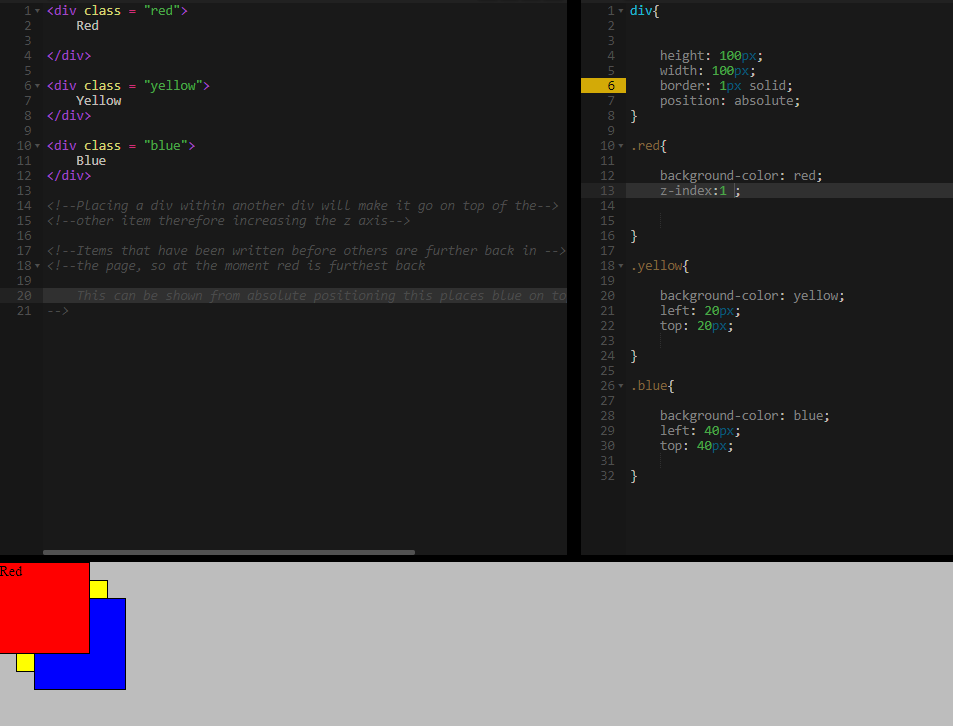 1 <div class = "red">
2 Red
3
4 </div>
5
6 <div class = "yellow">
7 Yellow
8 </div>
9
10 <div class = "blue">
11 Blue
12 </div>
13
14 <!--Placing a div within another div will make it go on top of the-->
15 <!--other item therefore increasing the z axis-->
16
17 <!--Items that have been written before others are further back in -->
18 <!--the page, so at the moment red is furthest back
19
20 This can be shown from absolute positioning this places blue on to
21 -->
1 div{
2
3
4 height: 100px;
5 width: 100px;
6 border: 1px solid;
7 position: absolute;
8 }
9
10 .red{
11
12 background-color: red;
13 z-index:1 ;
14
15
16 }
17
18 .yellow{
19
20 background-color: yellow;
21 left: 20px;
22 top: 20px;
23
24 }
25
26 .blue{
27
28 background-color: blue;
29 left: 40px;
30 top: 40px;
31
32 }
Red